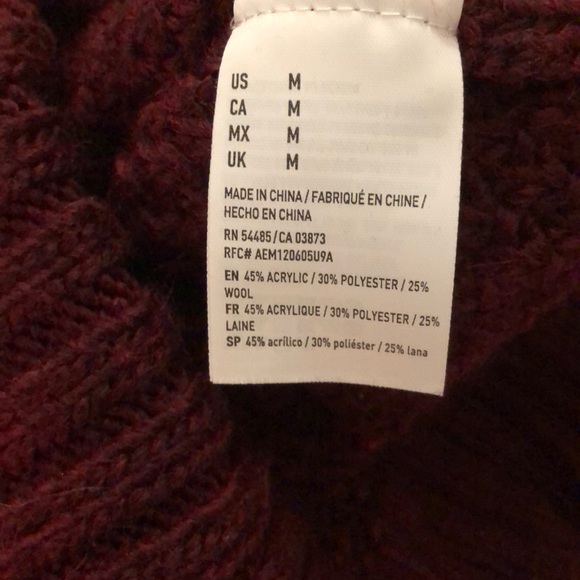 US M
CA M
MX M
UK M
MADE IN CHINA / FABRIQUÉ EN CHINE /
HECHO EN CHINA
RN 54485/CA 03873
RFC# AEM120605U9A
EN 45% ACRYLIC / 30% POLYESTER / 25%
WOOL
FR 45% ACRYLIQUE / 30% POLYESTER / 25%
LAINE
SP 45% acrílico / 30% poliéster / 25% lana